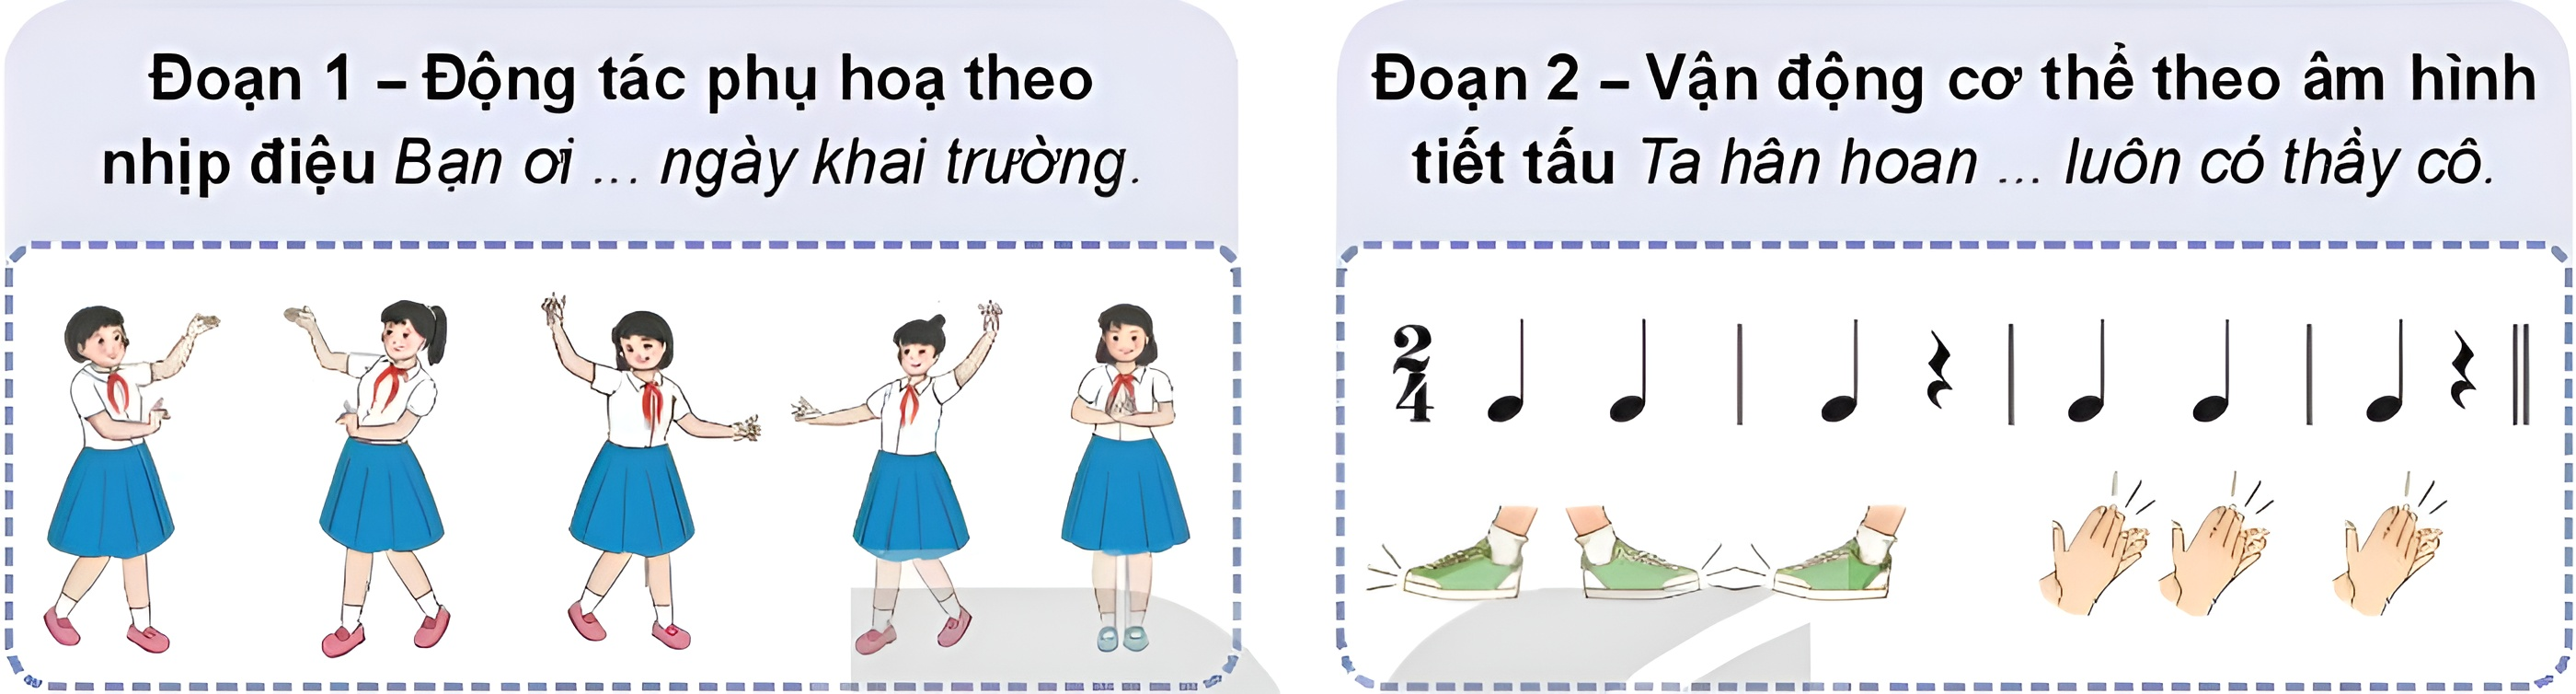 Đoạn 1 – Động tác phụ hoạ theo
nhịp điệu Bạn ơi ... ngày khai trường.
Đoạn 2 – Vận động cơ thể theo âm hình
tiết tấu Ta hân hoan ... luôn có thầy cô.
2
4